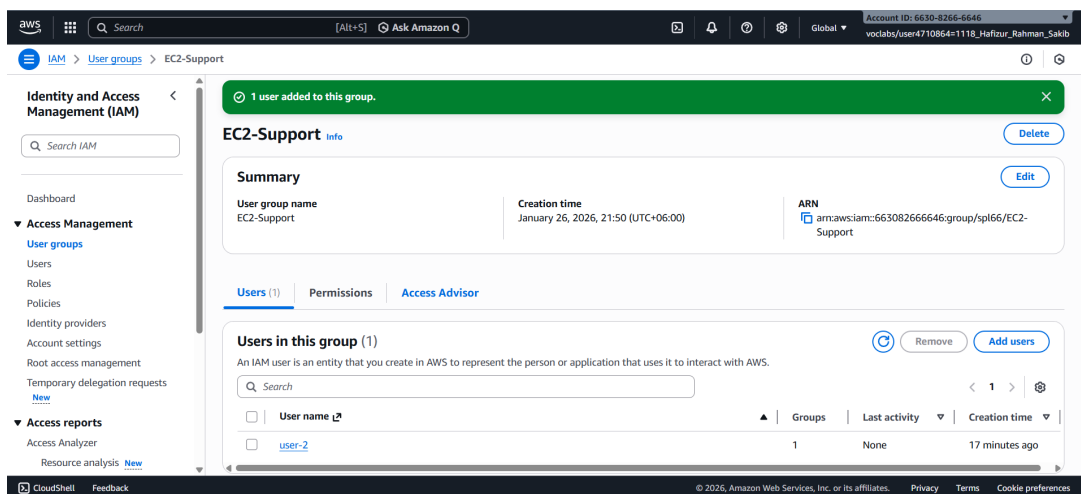 aws
Search [Alt+S] Ask Amazon Q Global ▼ Account ID: 6630-8266-6646 ▼
voclabs/user4710864=1118_Hafizur_Rahman_Sakib
IAM > User groups > EC2-Support
Identity and Access Management (IAM)
Search IAM
Dashboard
Access Management
User groups
Users
Roles
Policies
Identity providers
Account settings
Root access management
Temporary delegation requests
New
Access reports
Access Analyzer
Resource analysis New
1 user added to this group.
EC2-Support Info
Delete
Summary
Edit
User group name
EC2-Support
Creation time
January 26, 2026, 21:50 (UTC+06:00)
ARN
arn:aws:iam::663082666646:group/spl66/EC2-
Support
Users (1) Permissions Access Advisor
Users in this group (1)
Remove Add users
An IAM user is an entity that you create in AWS to represent the person or application that uses it to interact with AWS.
Search
1
User name Groups Last activity Creation time
user-2 1 None 17 minutes ago
CloudShell Feedback © 2026, Amazon Web Services, Inc. or its affiliates. Privacy Terms Cookie preferences